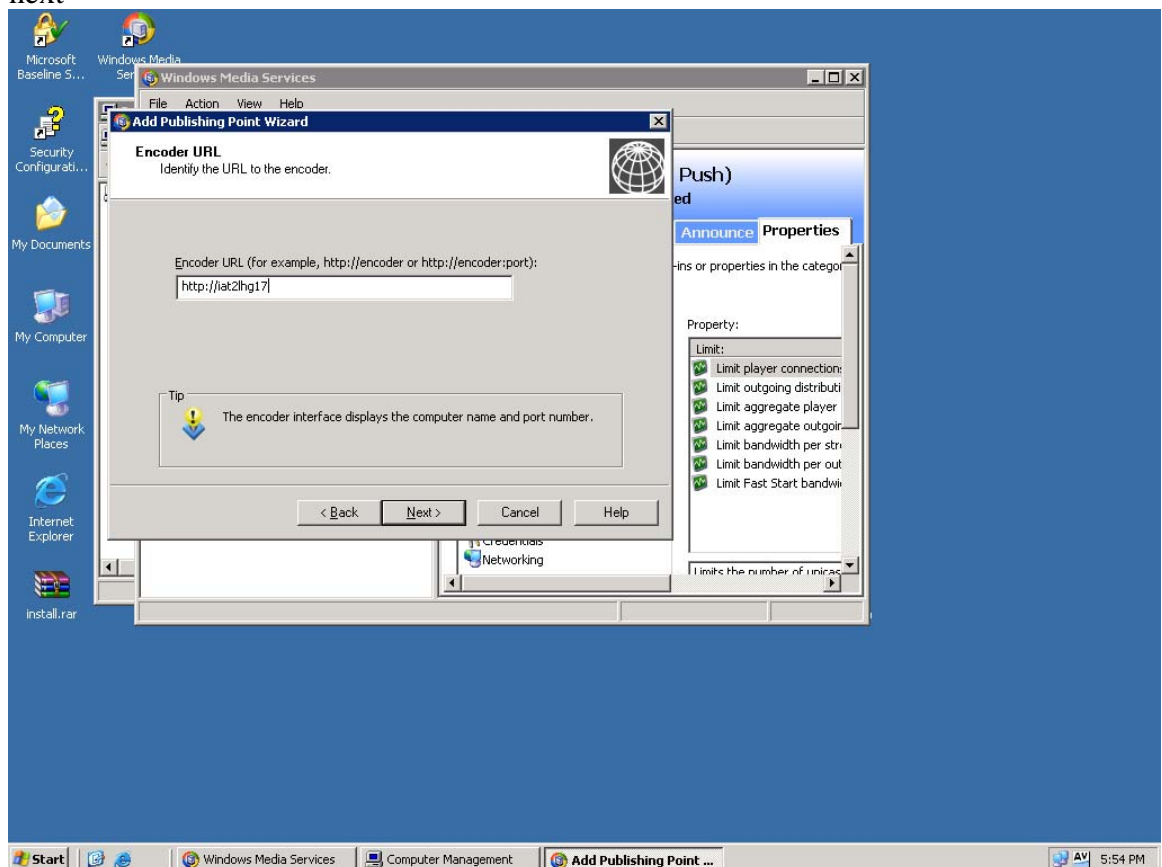 next
Microsoft
Baseline S...
Windows Media
Ser
Security
Configurati...
My Documents
My Computer
My Network
Places
Internet
Explorer
install.rar
Windows Media Services
File Action View Help
Add Publishing Point Wizard
Encoder URL
Identify the URL to the encoder.
Encoder URL (for example, http://encoder or http://encoder:port):
http://iat2lhg17
Tip
The encoder interface displays the computer name and port number.
< Back
Next >
Cancel
Help
Push)
ed
Announce
Properties
-ins or properties in the categor
Property:
Limit:
Limit player connections
Limit outgoing distributi
Limit aggregate player
Limit aggregate outgoin
Limit bandwidth per stre
Limit bandwidth per out
Limit Fast Start bandwi
Credentials
Networking
Limits the number of unicas
Start
Windows Media Services
Computer Management
Add Publishing Point ...
AV
5:54 PM